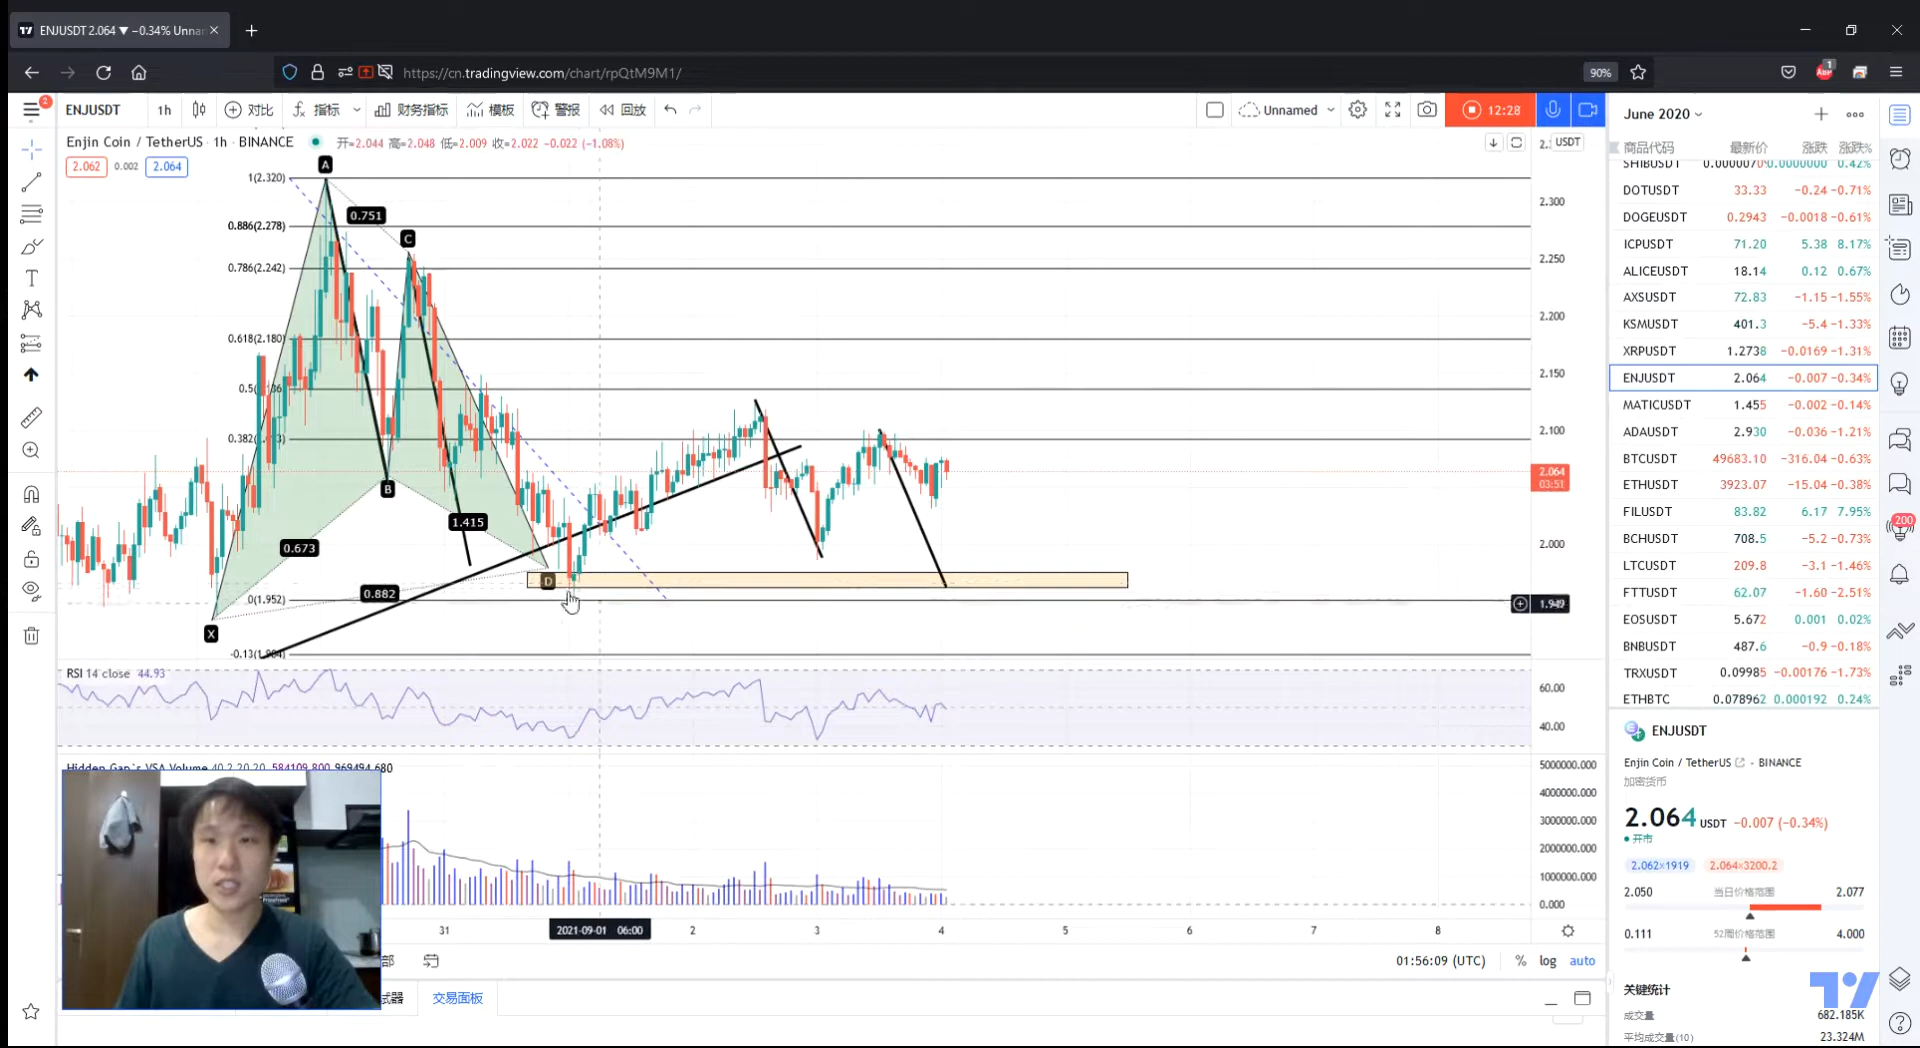 ENJUSDT 2.064 ▼ −0.34% Unnar
https://cn.tradingview.com/chart/rpQtM9M1/
90%
1
2
ENJUSDT 1h 对比 指标 财务指标 模板 警报 回放 Unnamed 12:28
Enjin Coin / TetherUS · 1h · BINANCE 开=2.044 高=2.048 低=2.009 收=2.022 −0.022 (−1.08%)
2.062 0.002 2.064
USDT
A
1(2.320)
0.751
0.886(2.278)
C
0.786(2.242)
0.618(2.180)
B
1.415
0.673
D
0.882
0(1.952)
X
2.300
2.250
2.200
2.150
2.100
2.064
03:51
2.000
RSI 14 close 44.93
60.00
40.00
Hidden Gap`s VSA Volume 40 2 20 20 584109.800 969494.680
5000000.000
4000000.000
3000000.000
2000000.000
1000000.000
0.000
31 2021-09-01 06:00 2 3 4 5 6 7 8
01:56:09 (UTC) % log auto
交易面板
June 2020
商品代码 最新价 涨跌 涨跌%
SHIBUSDT 0.42%
DOTUSDT 33.33 −0.24 −0.71%
DOGEUSDT 0.2943 −0.0018 −0.61%
ICPUSDT 71.20 5.38 8.17%
ALICEUSDT 18.14 0.12 0.67%
AXSUSDT 72.83 −1.15 −1.55%
KSMUSDT 401.3 −5.4 −1.33%
XRPUSDT 1.2738 −0.0169 −1.31%
ENJUSDT 2.064 −0.007 −0.34%
MATICUSDT 1.455 −0.002 −0.14%
ADAUSDT 2.930 −0.036 −1.21%
BTCUSDT 49683.10 −316.04 −0.63%
ETHUSDT 3923.07 −15.04 −0.38%
FILUSDT 83.82 6.17 7.95%
BCHUSDT 708.5 −5.2 −0.73%
LTCUSDT 209.8 −3.1 −1.46%
FTTUSDT 62.07 −1.60 −2.51%
EOSUSDT 5.672 0.001 0.02%
BNBUSDT 487.6 −0.9 −0.18%
TRXUSDT 0.09985 −0.00176 −1.73%
ETHBTC 0.078962 0.000192 0.24%
200
ENJUSDT
Enjin Coin / TetherUS · BINANCE
加密货币
2.064 USDT −0.007 (−0.34%)
开市
2.062×1919 2.064×3200.2
2.050 当日价格范围 2.077
0.111 52周价格范围 4.000
关键统计
成交量 682.185K
平均成交量(10) 23.324M